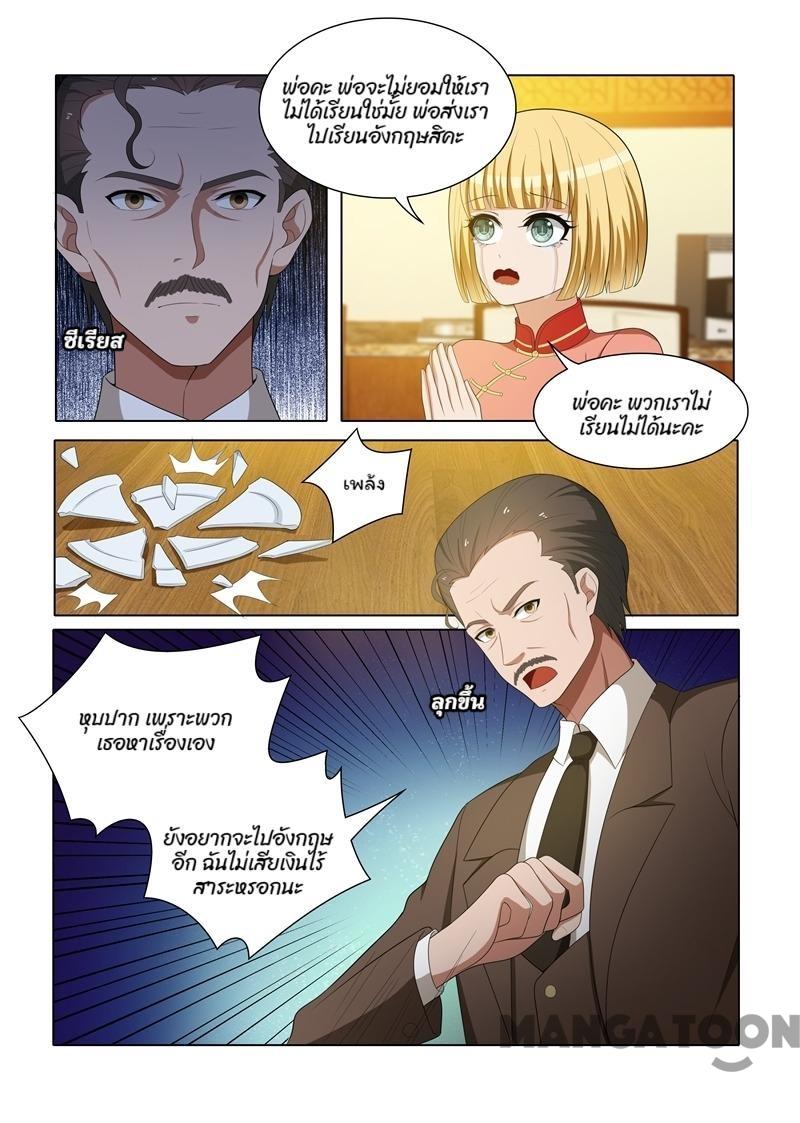 พ่อคะ พ่อจะไม่ยอมให้เรา
ไม่ได้เรียนใช่มั้ย พ่อส่งเรา
ไปเรียนอังกฤษสิคะ
ซีเรียส
พ่อคะ พวกเราไม่
เรียนไม่ได้นะคะ
เพล้ง
ลุกขึ้น
หุบปาก เพราะพวก
เธอหาเรื่องเอง
ยังอยากจะไปอังกฤษ
อีก ฉันไม่เสียเงินไร้
สาระหรอกนะ
MANGATOON